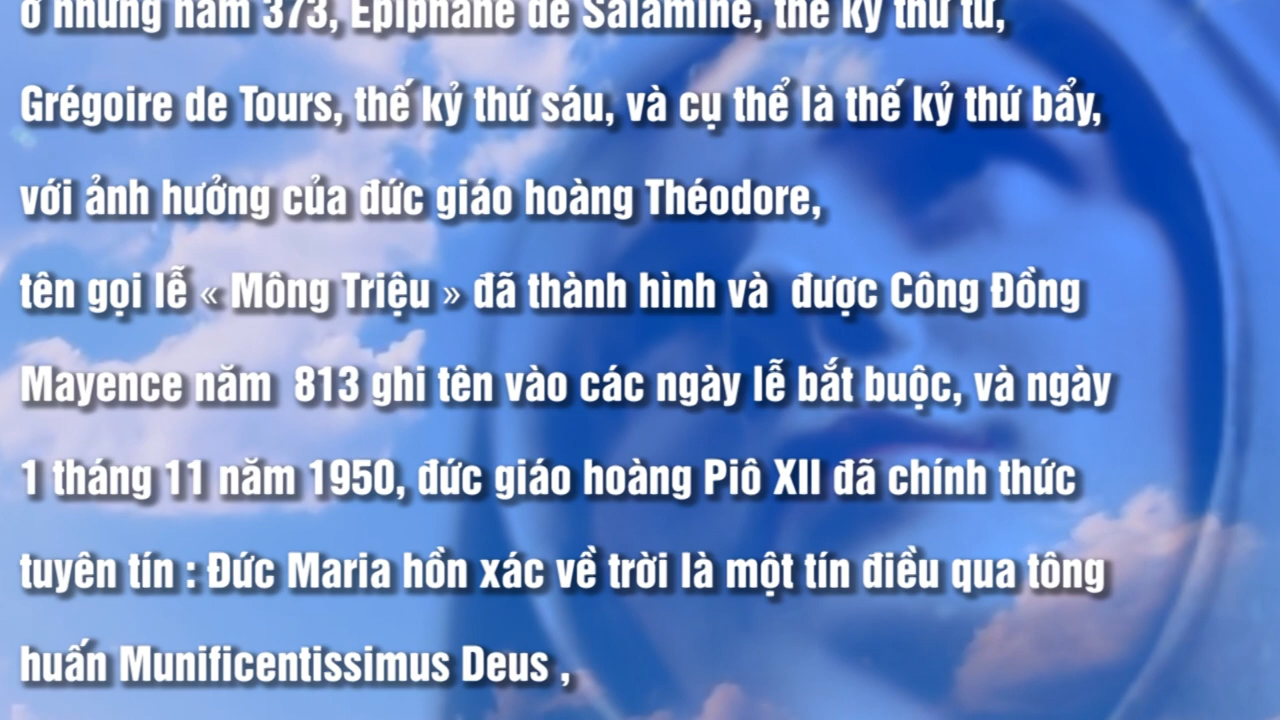 ở những năm 373, Épiphane de Salamine, thế kỷ thứ tư,
Grégoire de Tours, thế kỷ thứ sáu, và cụ thể là thế kỷ thứ bẩy,
với ảnh hưởng của đức giáo hoàng Théodore,
tên gọi lễ « Mông Triệu » đã thành hình và được Công Đồng
Mayence năm 813 ghi tên vào các ngày lễ bắt buộc, và ngày
1 tháng 11 năm 1950, đức giáo hoàng Piô XII đã chính thức
tuyên tín : Đức Maria hồn xác về trời là một tín điều qua tông
huấn Munificentissimus Deus ,